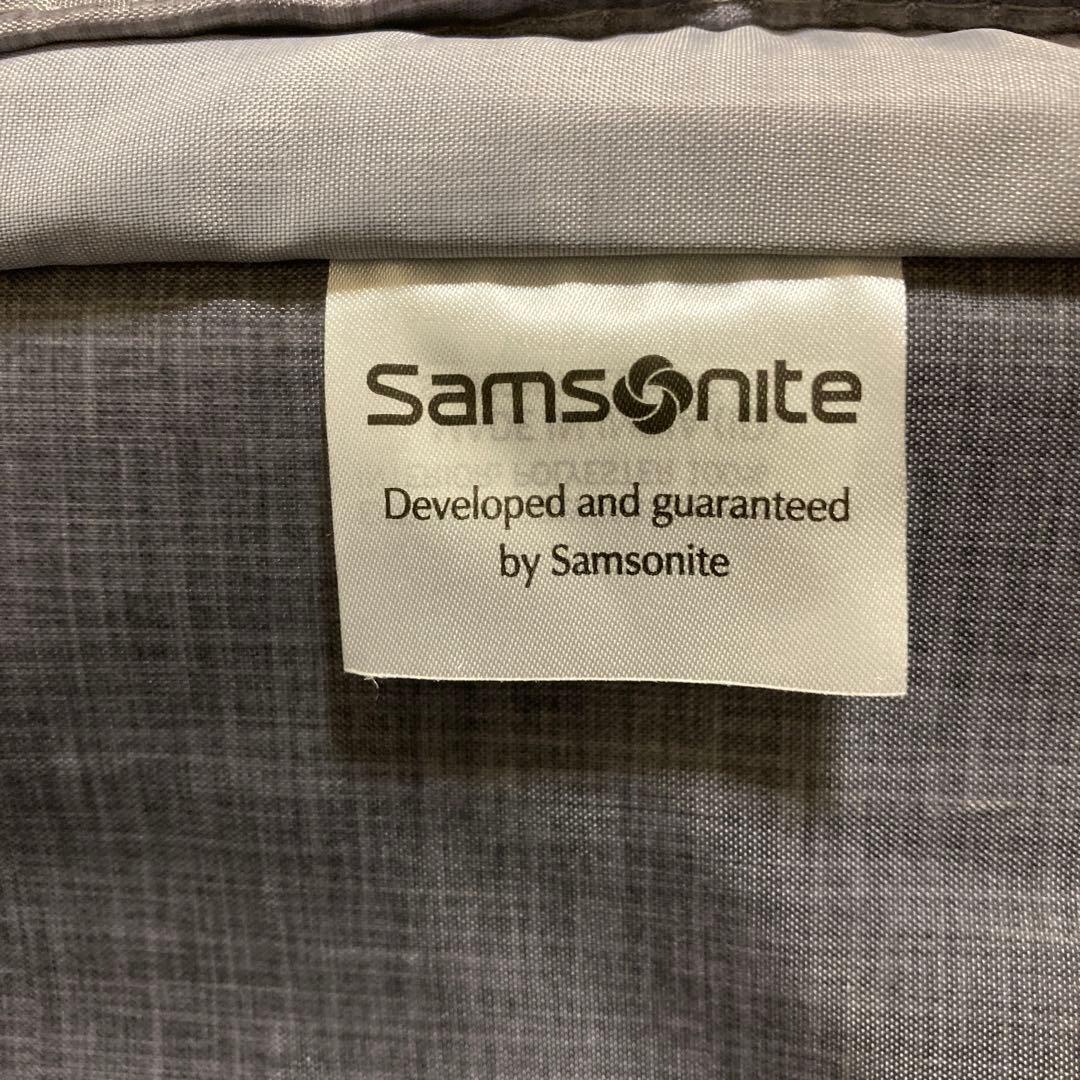 Samsonite
Developed and guaranteed
by Samsonite